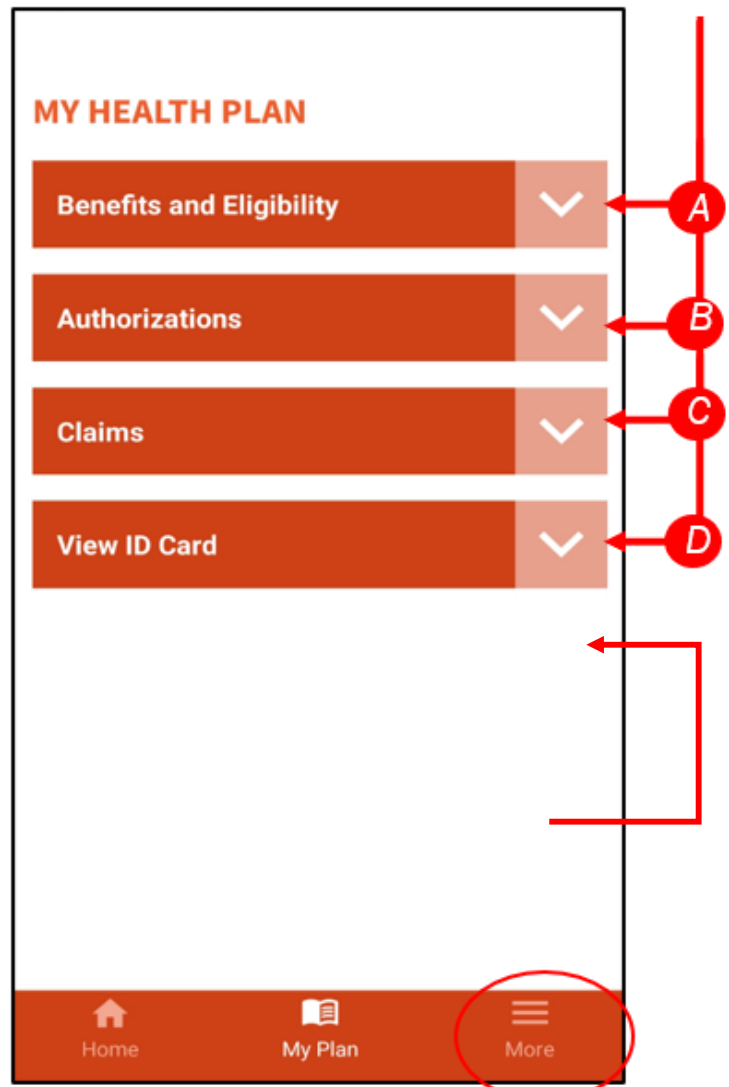 MY HEALTH PLAN
Benefits and Eligibility
A
Authorizations
B
Claims
C
View ID Card
D
Home
My Plan
More